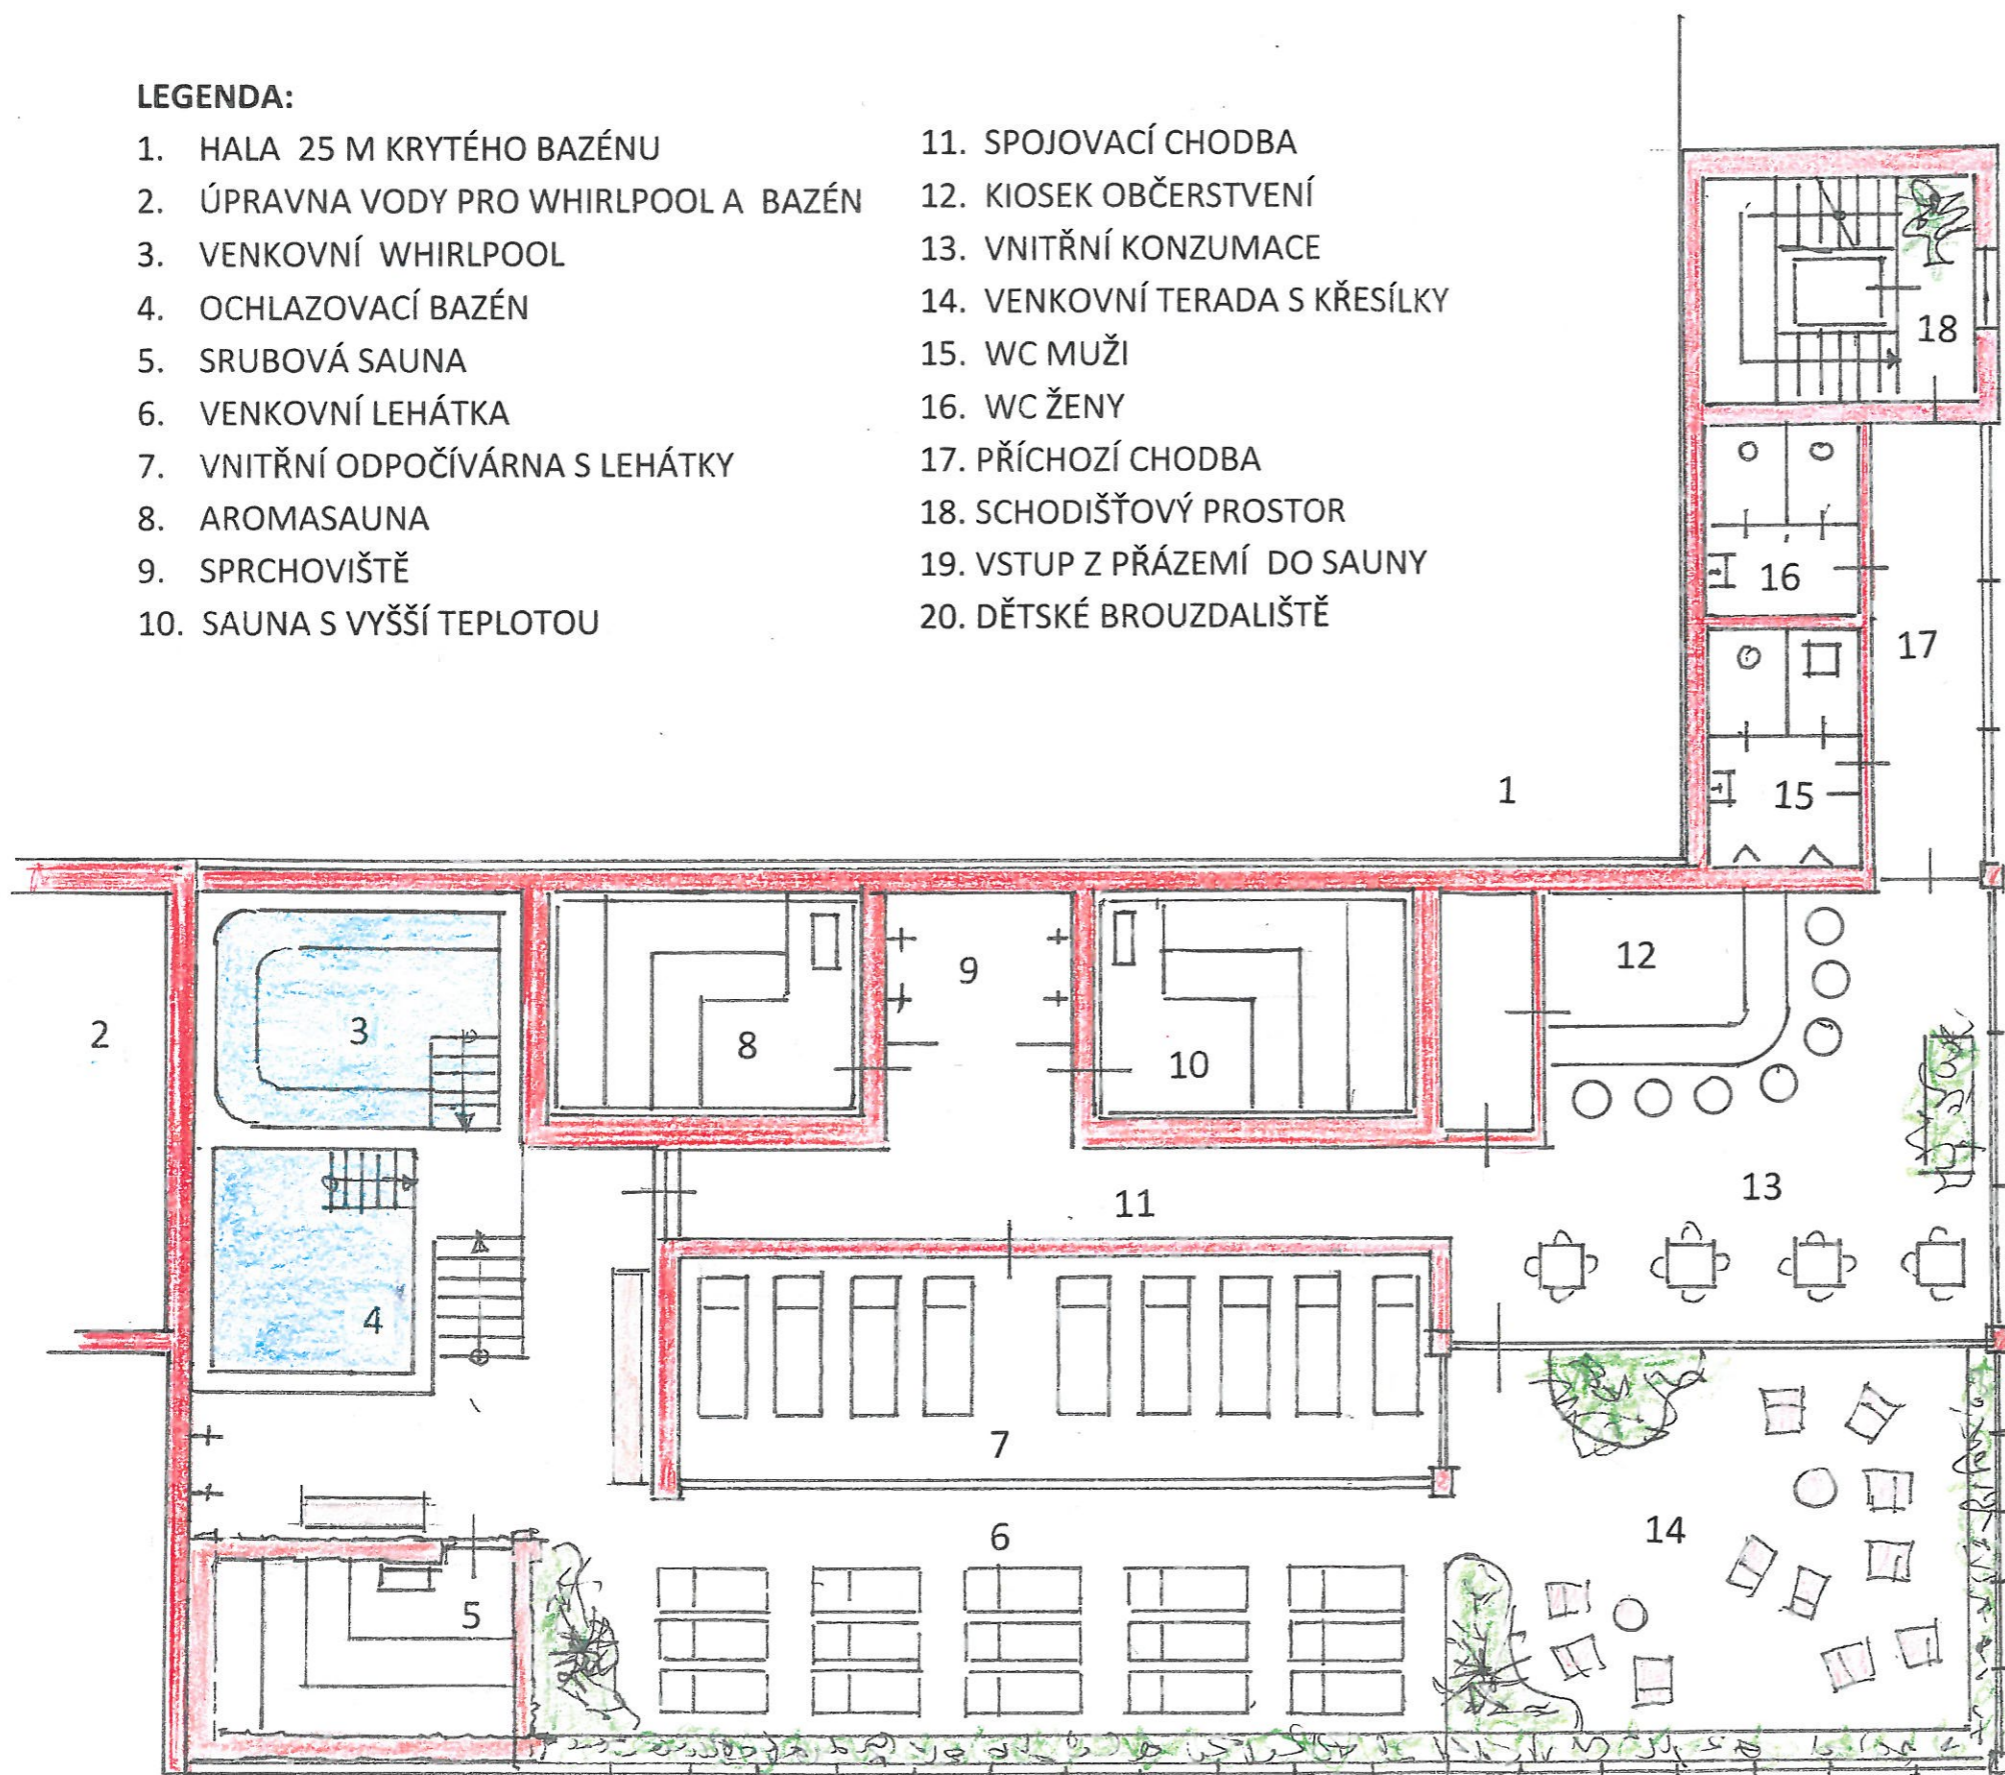 LEGENDA:
1. HALA 25 M KRYTÉHO BAZÉNU
2. ÚPRAVNA VODY PRO WHIRLPOOL A BAZÉN
3. VENKOVNÍ WHIRLPOOL
4. OCHLAZOVACÍ BAZÉN
5. SRUBOVÁ SAUNA
6. VENKOVNÍ LEHÁTKA
7. VNITŘNÍ ODPOČÍVÁRNA S LEHÁTKY
8. AROMASAUNA
9. SPRCHOVIŠTĚ
10. SAUNA S VYŠŠÍ TEPLOTOU
11. SPOJOVACÍ CHODBA
12. KIOSEK OBČERSTVENÍ
13. VNITŘNÍ KONZUMACE
14. VENKOVNÍ TERADA S KŘESÍLKY
15. WC MUŽI
16. WC ŽENY
17. PŘÍCHOZÍ CHODBA
18. SCHODIŠŤOVÝ PROSTOR
19. VSTUP Z PŘÁZEMÍ DO SAUNY
20. DĚTSKÉ BROUZDALIŠTĚ
18
16
17
15
1
12
9
2
3
8
10
13
11
4
7
6
14
5